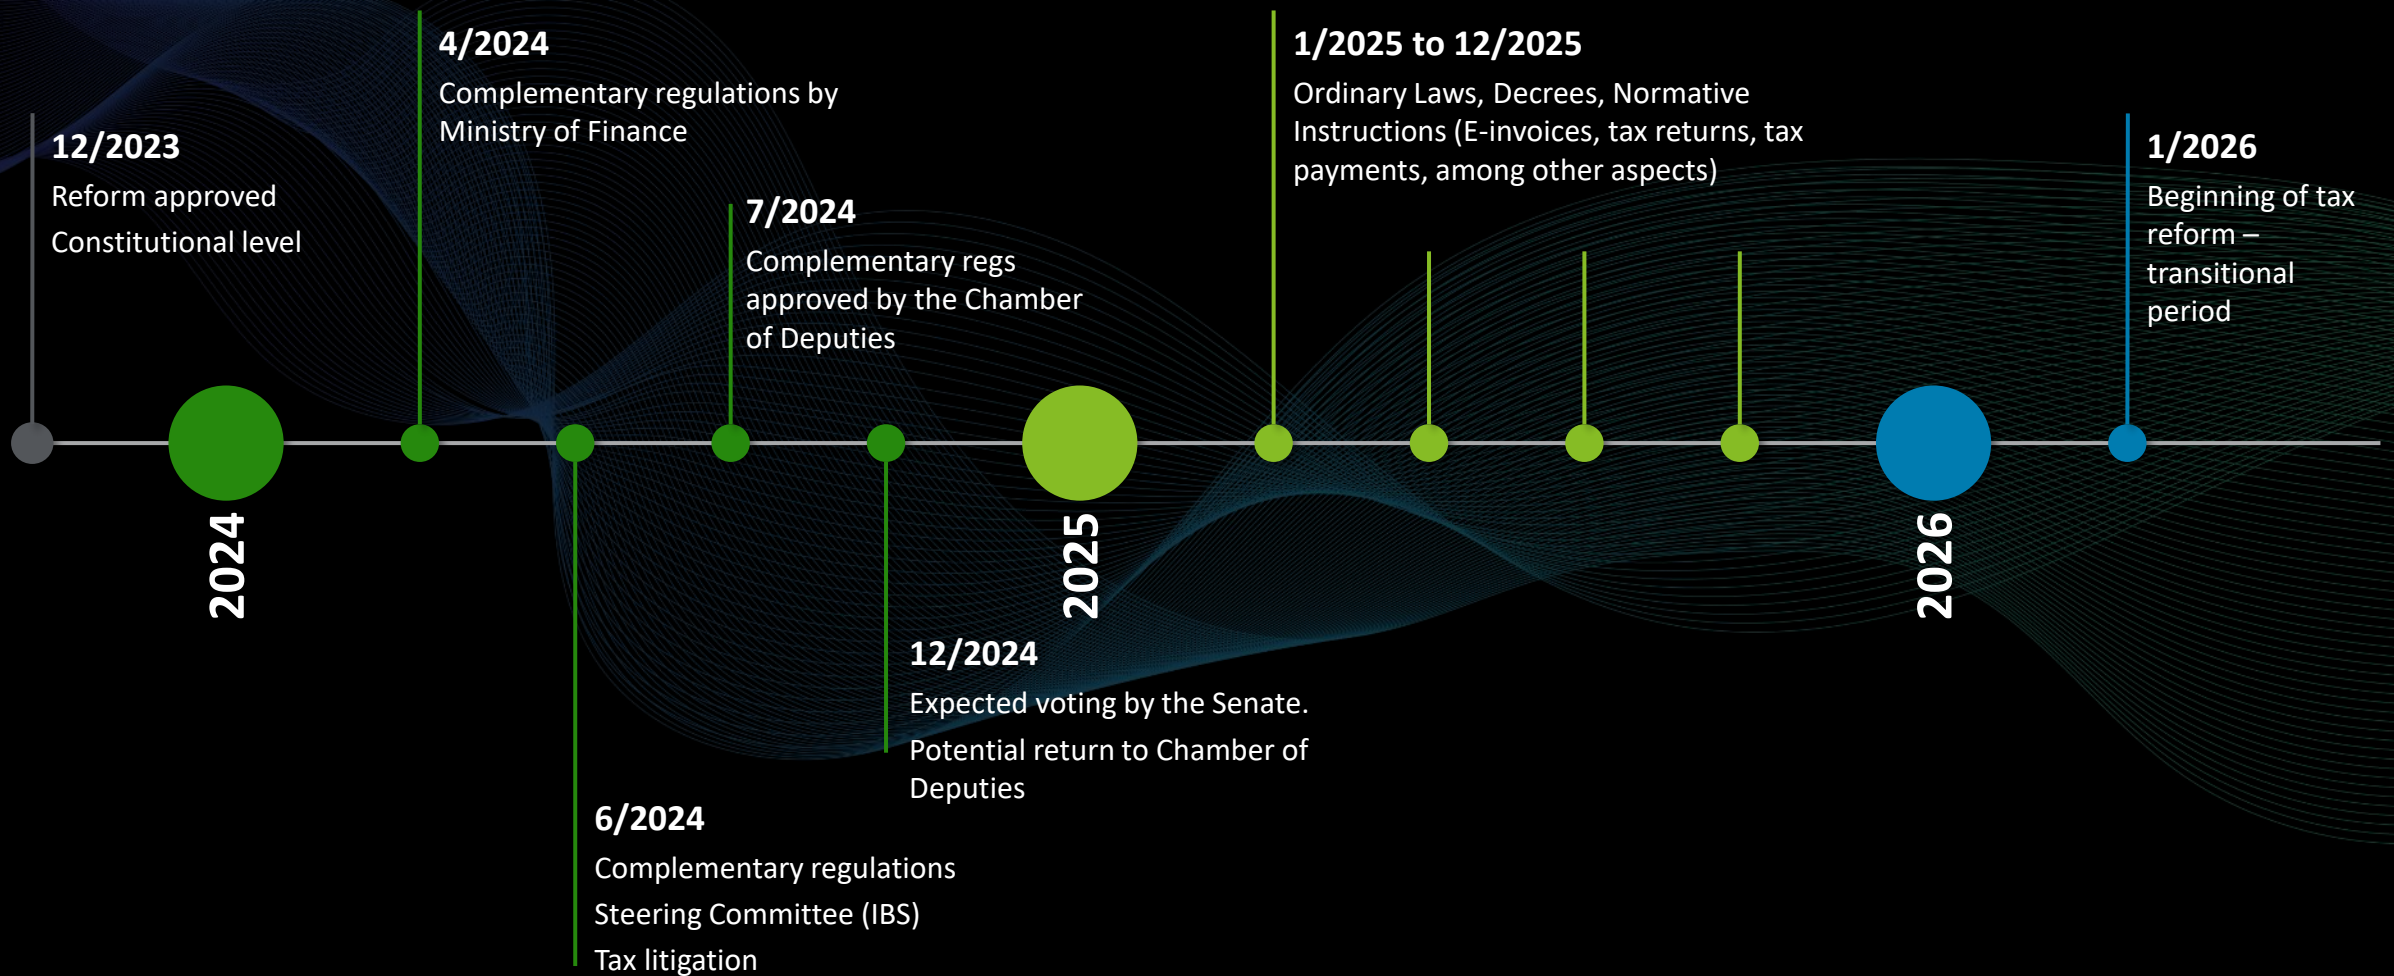 12/2023
Reform approved
Constitutional level
4/2024
Complementary regulations by
Ministry of Finance
7/2024
Complementary regs
approved by the Chamber
of Deputies
1/2025 to 12/2025
Ordinary Laws, Decrees, Normative
Instructions (E-invoices, tax returns, tax
payments, among other aspects)
1/2026
Beginning of tax
reform –
transitional
period
2024
2025
2026
12/2024
Expected voting by the Senate.
Potential return to Chamber of
Deputies
6/2024
Complementary regulations
Steering Committee (IBS)
Tax litigation